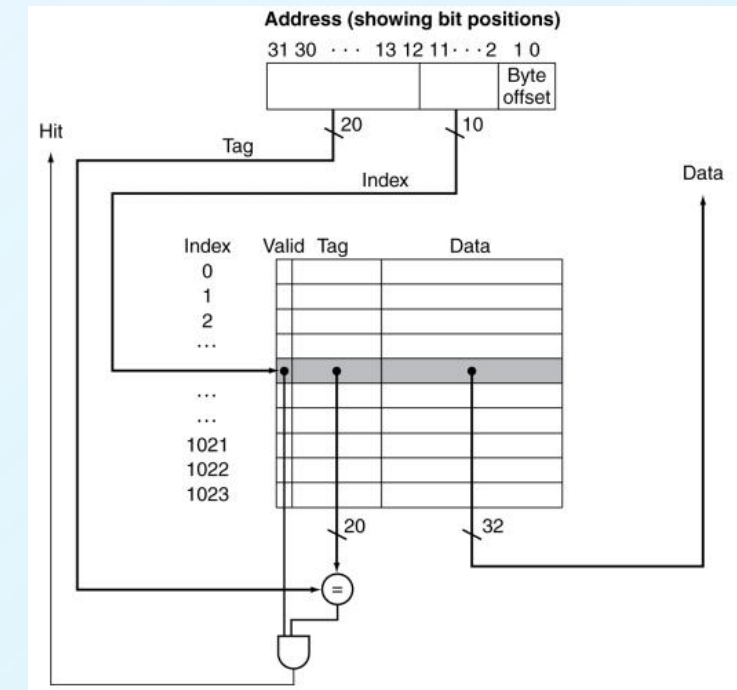 Address (showing bit positions)
31 30 · · · 13 12 11 · · · 2 1 0
Byte
offset
20
10
Hit
Tag
Index
Data
Index Valid Tag Data
0
1
2
...
...
...
1021
1022
1023
20
32
=